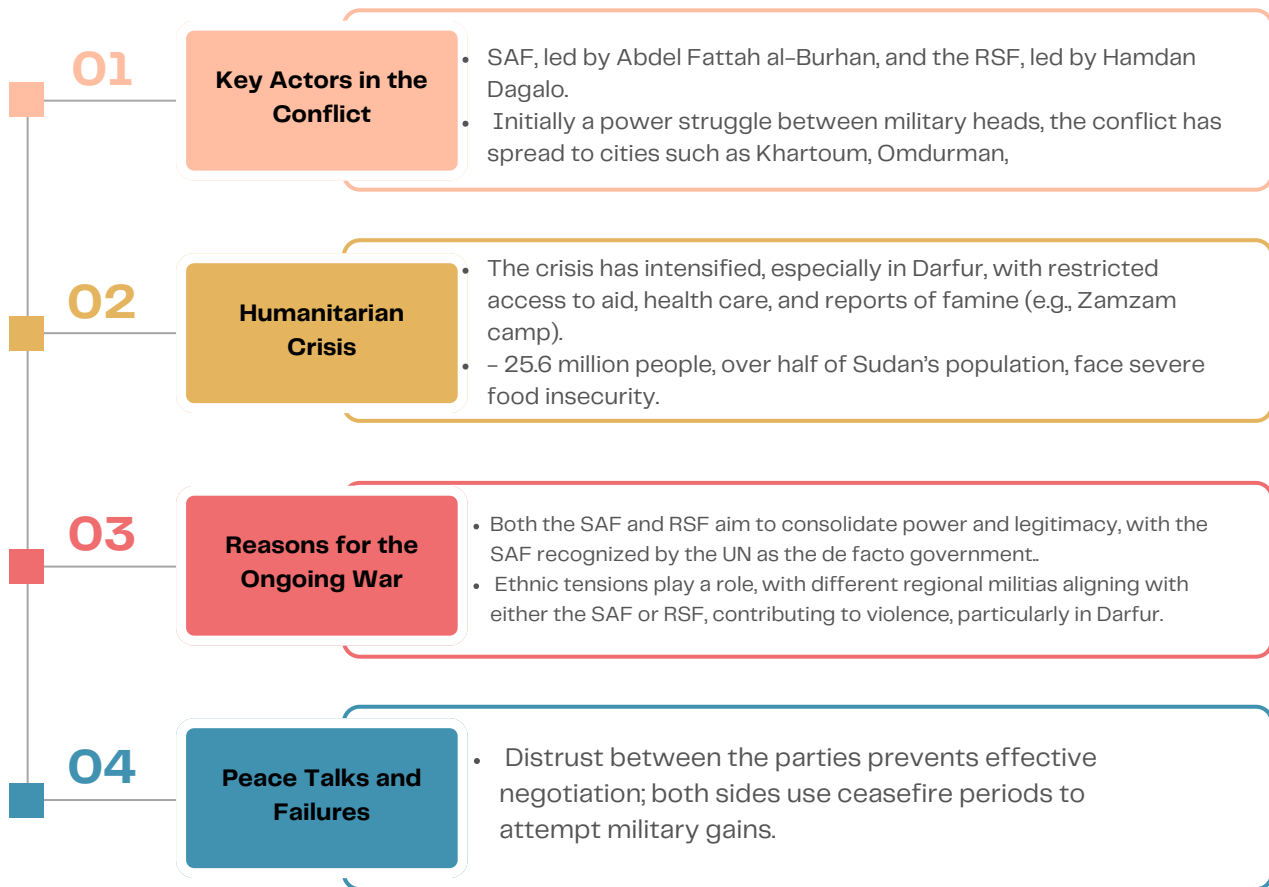 01
Key Actors in the
Conflict
• SAF, led by Abdel Fattah al-Burhan, and the RSF, led by Hamdan
Dagalo.
• Initially a power struggle between military heads, the conflict has
spread to cities such as Khartoum, Omdurman,
02
Humanitarian
Crisis
• The crisis has intensified, especially in Darfur, with restricted
access to aid, health care, and reports of famine (e.g., Zamzam
camp).
• - 25.6 million people, over half of Sudan's population, face severe
food insecurity.
03
Reasons for the
Ongoing War
• Both the SAF and RSF aim to consolidate power and legitimacy, with the
SAF recognized by the UN as the de facto government..
• Ethnic tensions play a role, with different regional militias aligning with
either the SAF or RSF, contributing to violence, particularly in Darfur.
04
Peace Talks and
Failures
• Distrust between the parties prevents effective
negotiation; both sides use ceasefire periods to
attempt military gains.